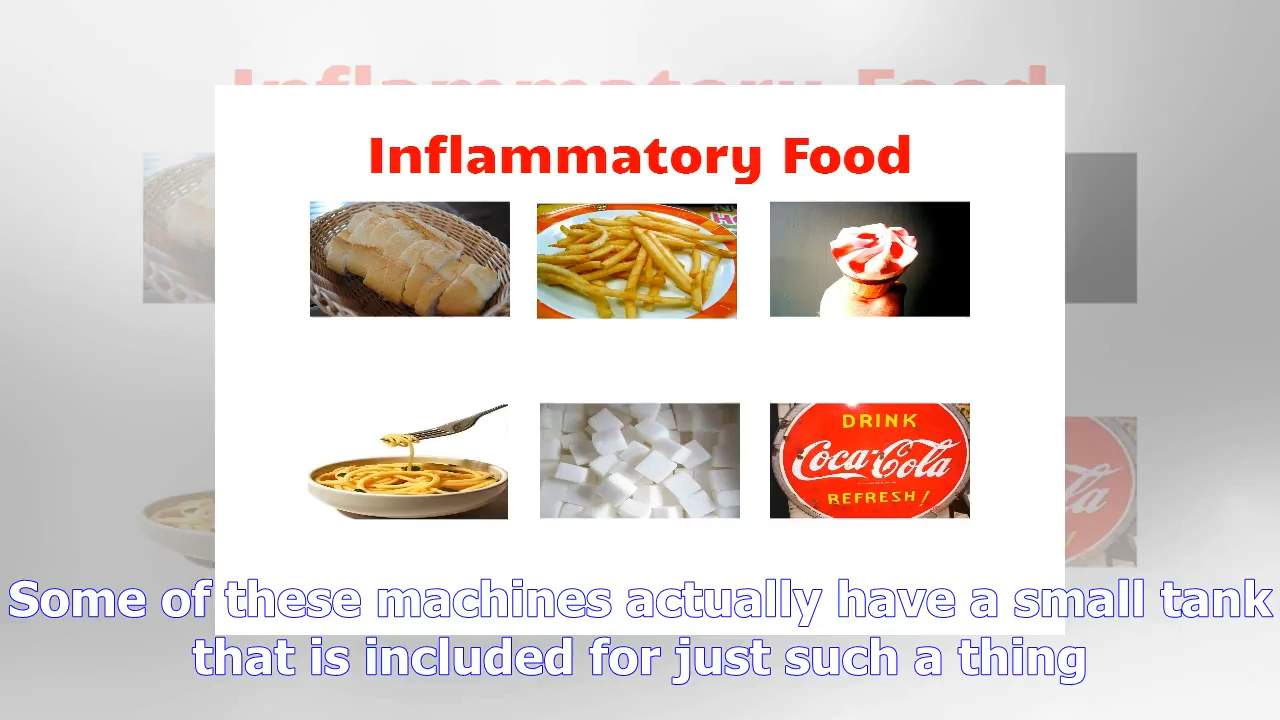 Inflammatory Food
DRINK
Coca-Cola
REFRESH!
Some of these machines actually have a small tank
that is included for just such a thing